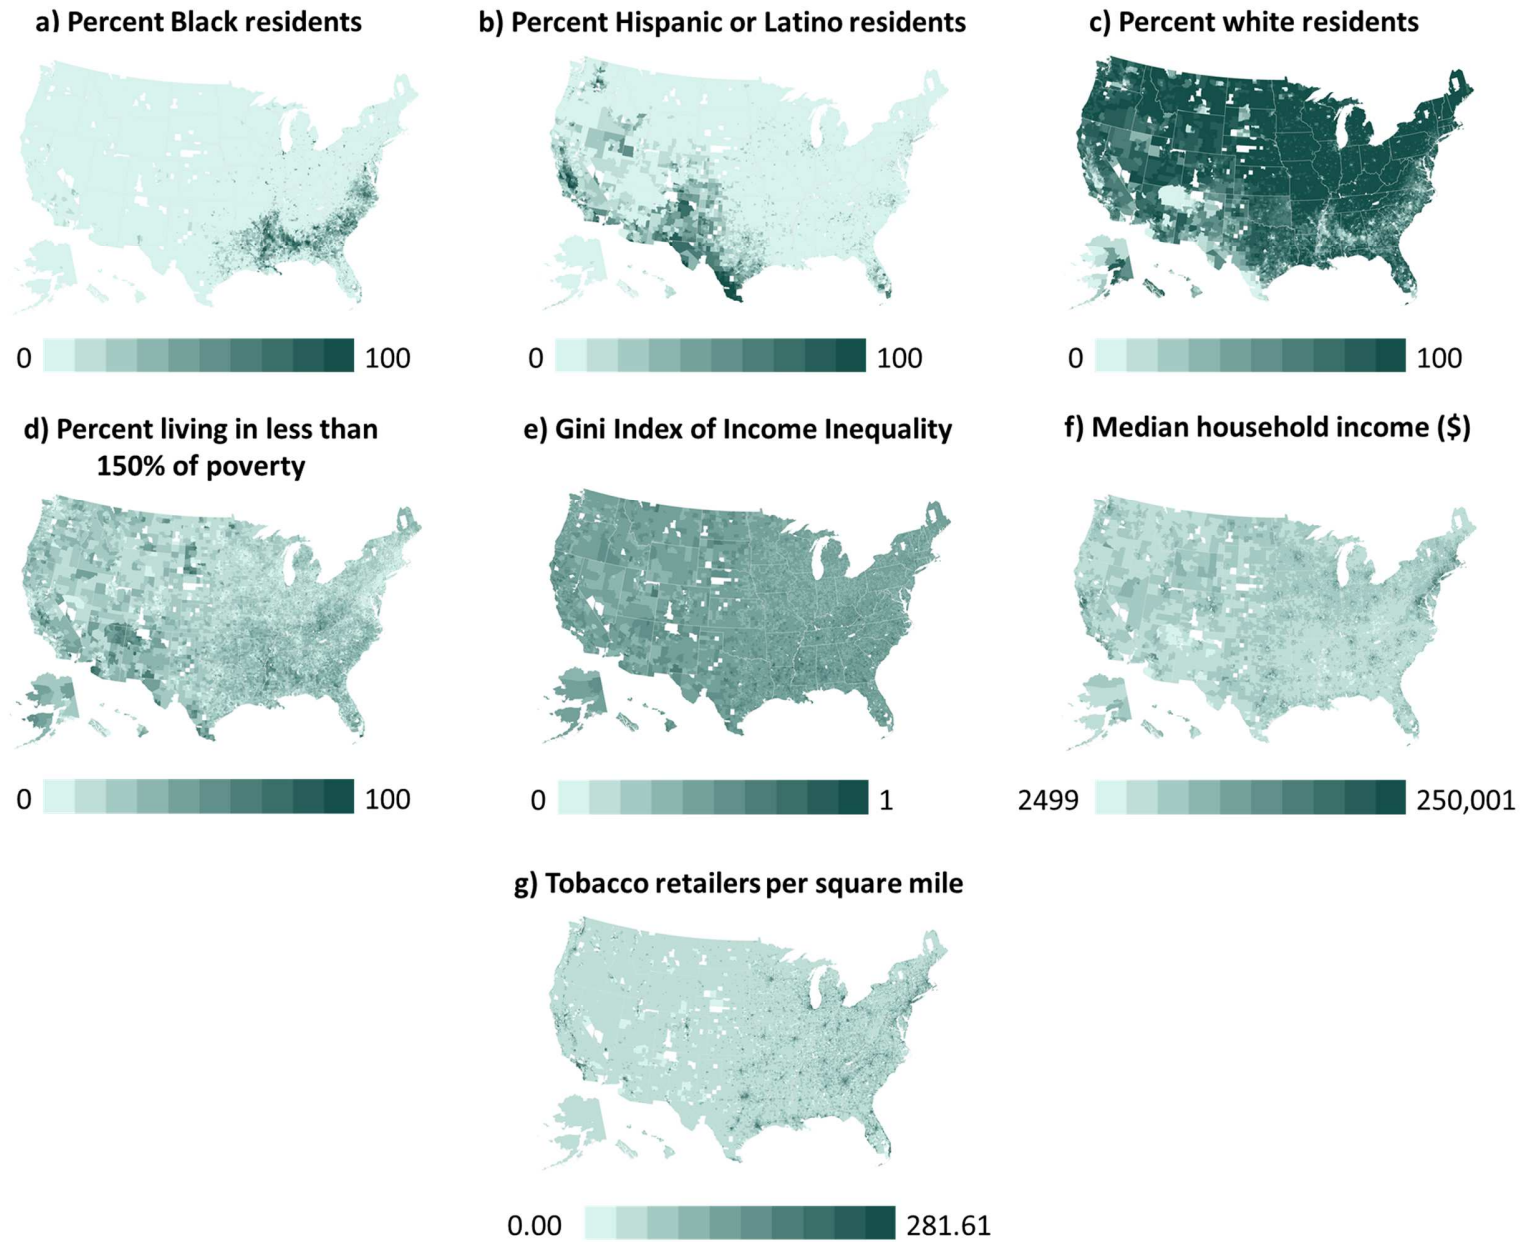 a) Percent Black residents
b) Percent Hispanic or Latino residents
c) Percent white residents
0
100
0
100
0
100
d) Percent living in less than
150% of poverty
e) Gini Index of Income Inequality
f) Median household income ($)
0
100
0
1
2499
250,001
g) Tobacco retailers per square mile
0.00
281.61